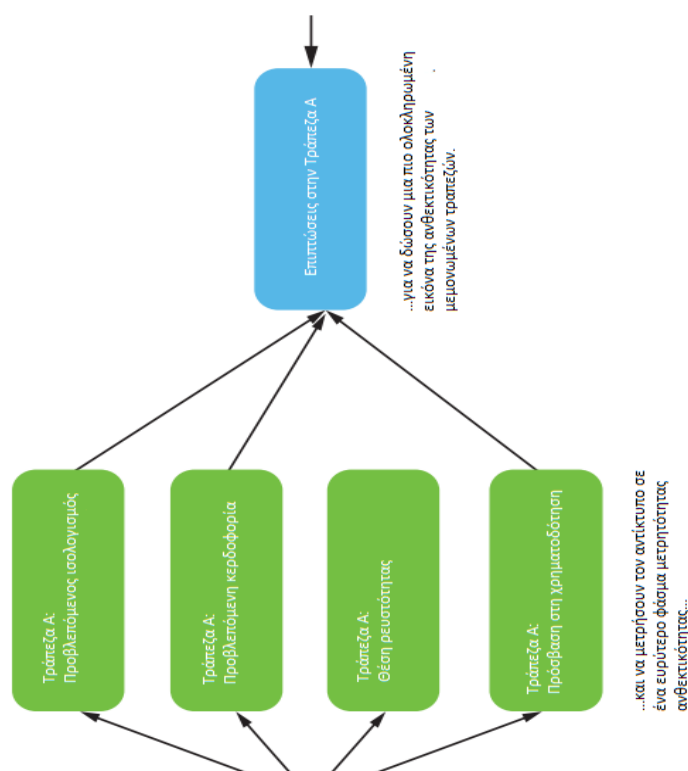 Τράπεζα Α:
Προβλεπόμενος ισολογισμός
Τράπεζα Α:
Προβλεπόμενη κερδοφορία
Τράπεζα Α:
Θέση ρευστότητας
Τράπεζα Α:
Πρόσβαση στη χρηματοδότηση
...και να μετρήσουν τον αντίκτυπο σε
ένα ευρύτερο φάσμα μετρητότητας
ανθεκτικότητας...
Επιπτώσεις στην Τράπεζα Α
...για να δώσουν μια πιο ολοκληρωμένη
εικόνα της ανθεκτικότητας των
μεμονωμένων τραπεζών.